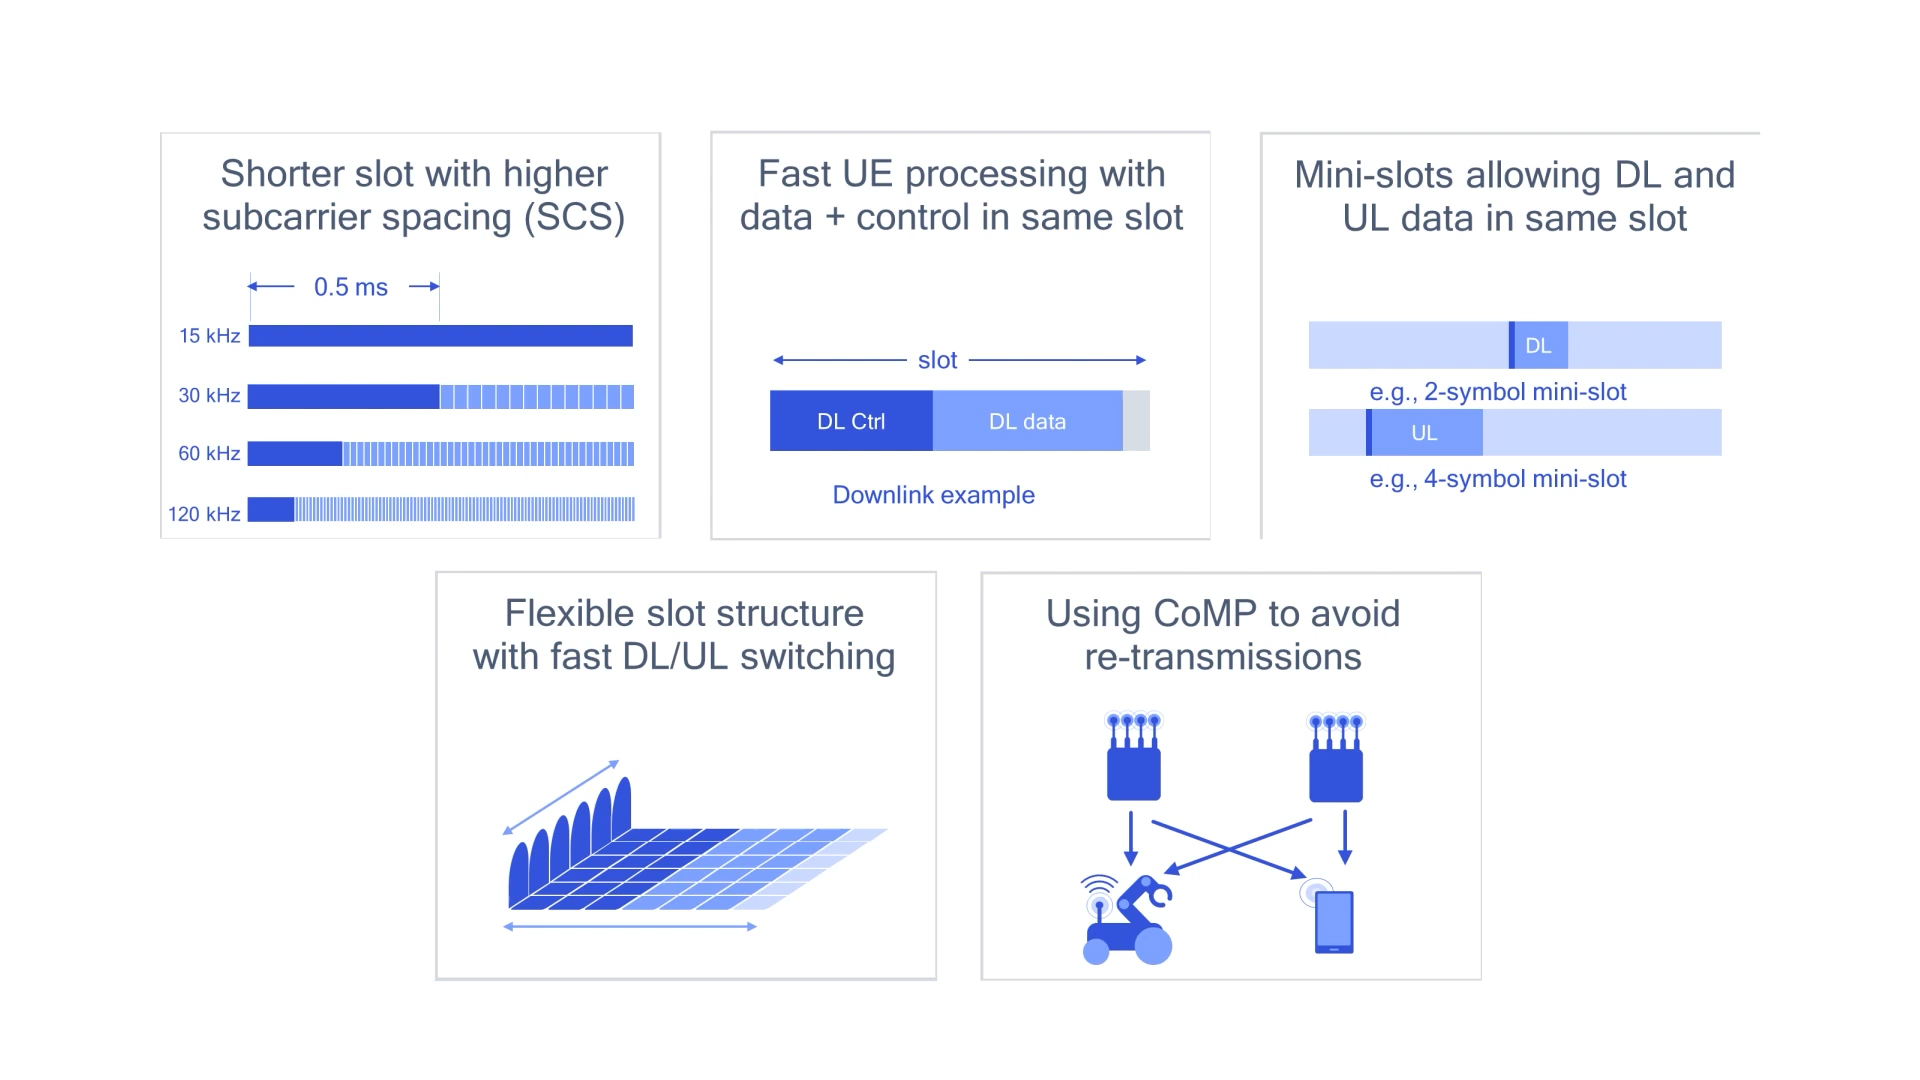 Shorter slot with higher
subcarrier spacing (SCS)
0.5 ms
15 kHz
30 kHz
60 kHz
120 kHz
Fast UE processing with
data + control in same slot
slot
DL Ctrl
DL data
Downlink example
Mini-slots allowing DL and
UL data in same slot
DL
e.g., 2-symbol mini-slot
UL
e.g., 4-symbol mini-slot
Flexible slot structure
with fast DL/UL switching
Using CoMP to avoid
re-transmissions